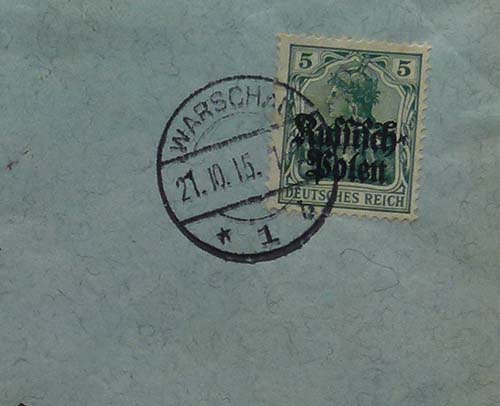 5 5
Russisch-
Polen
DEUTSCHES REICH
WARSCHAU
21.10.15.
* 1